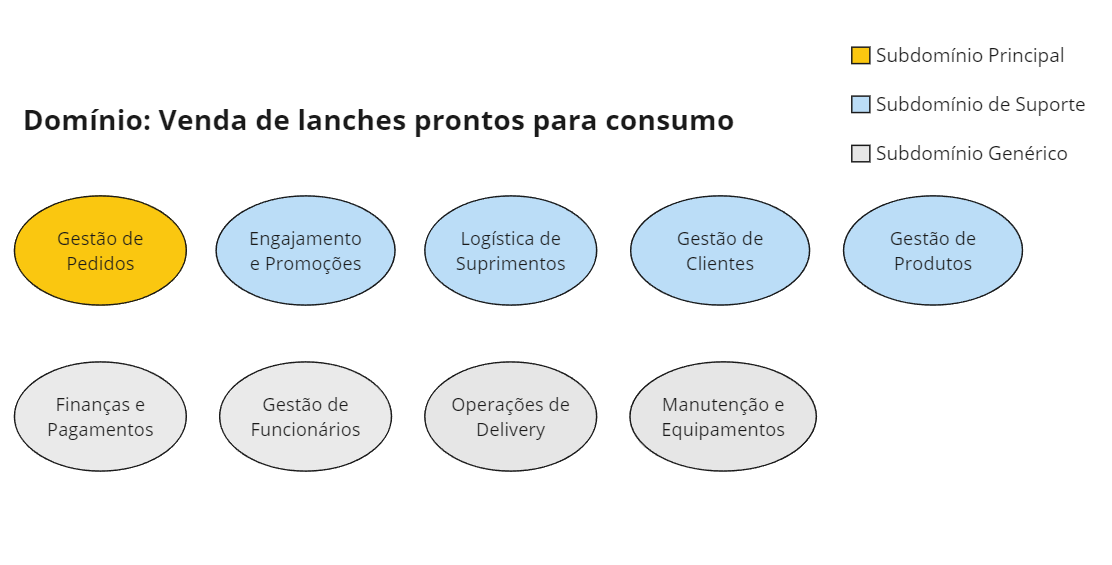 Subdomínio Principal
Domínio: Venda de lanches prontos para consumo
Subdomínio de Suporte
Subdomínio Genérico
Gestão de
Pedidos
Engajamento
e Promoções
Logística de
Suprimentos
Gestão de
Clientes
Gestão de
Produtos
Finanças e
Pagamentos
Gestão de
Funcionários
Operações de
Delivery
Manutenção e
Equipamentos